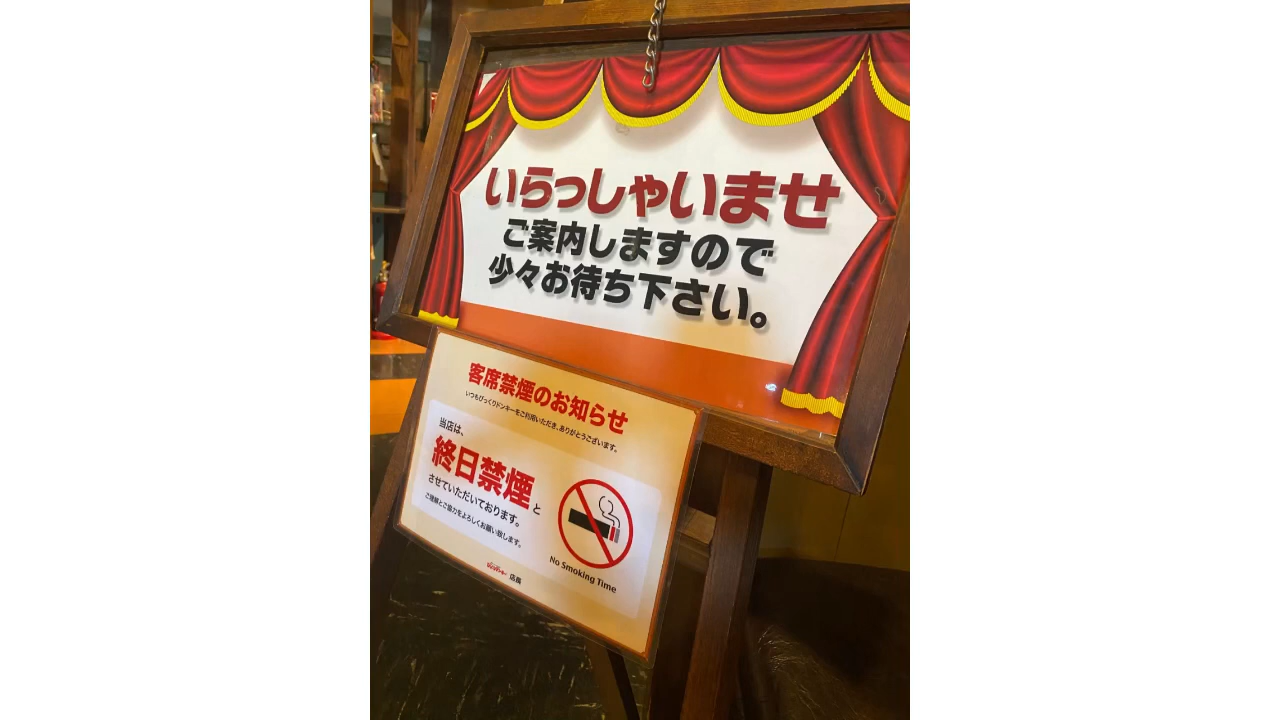 いらっしゃいませ
ご案内しますので
少々お待ち下さい。
客席禁煙のお知らせ
いつもびっくりドンキーをご利用いただき、ありがとうございます。
当店は、
終日禁煙と
させていただいております。
ご理解とご協力をよろしくお願い致します。
No Smoking Time
店長